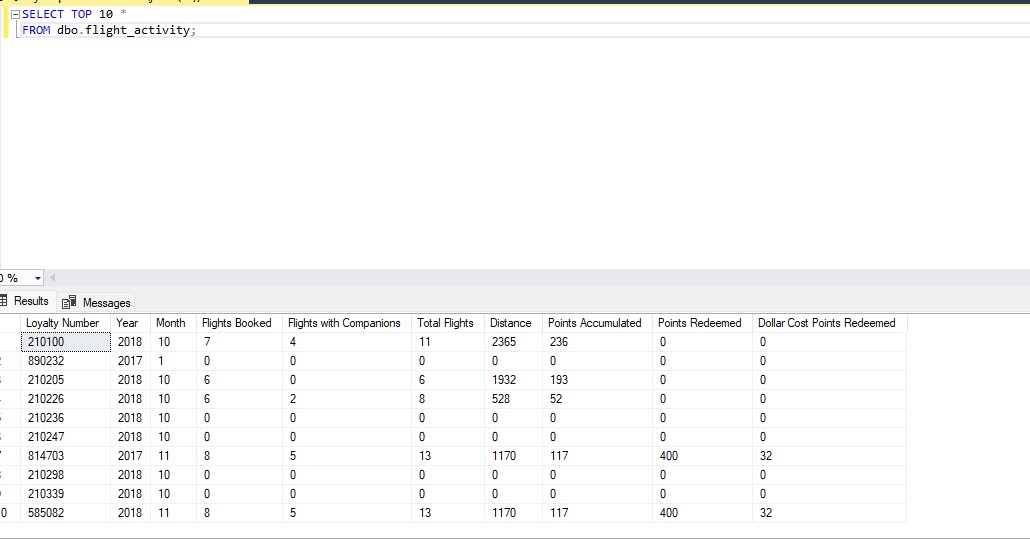 SELECT TOP 10 *
FROM dbo.flight_activity;
0 %
Results Messages
Loyalty Number Year Month Flights Booked Flights with Companions Total Flights Distance Points Accumulated Points Redeemed Dollar Cost Points Redeemed
210100 2018 10 7 4 11 2365 236 0 0
890232 2017 1 0 0 0 0 0 0 0
210205 2018 10 6 0 6 1932 193 0 0
210226 2018 10 6 2 8 528 52 0 0
210236 2018 10 0 0 0 0 0 0 0
210247 2018 10 0 0 0 0 0 0 0
814703 2017 11 8 5 13 1170 117 400 32
210298 2018 10 0 0 0 0 0 0 0
210339 2018 10 0 0 0 0 0 0 0
0 585082 2018 11 8 5 13 1170 117 400 32